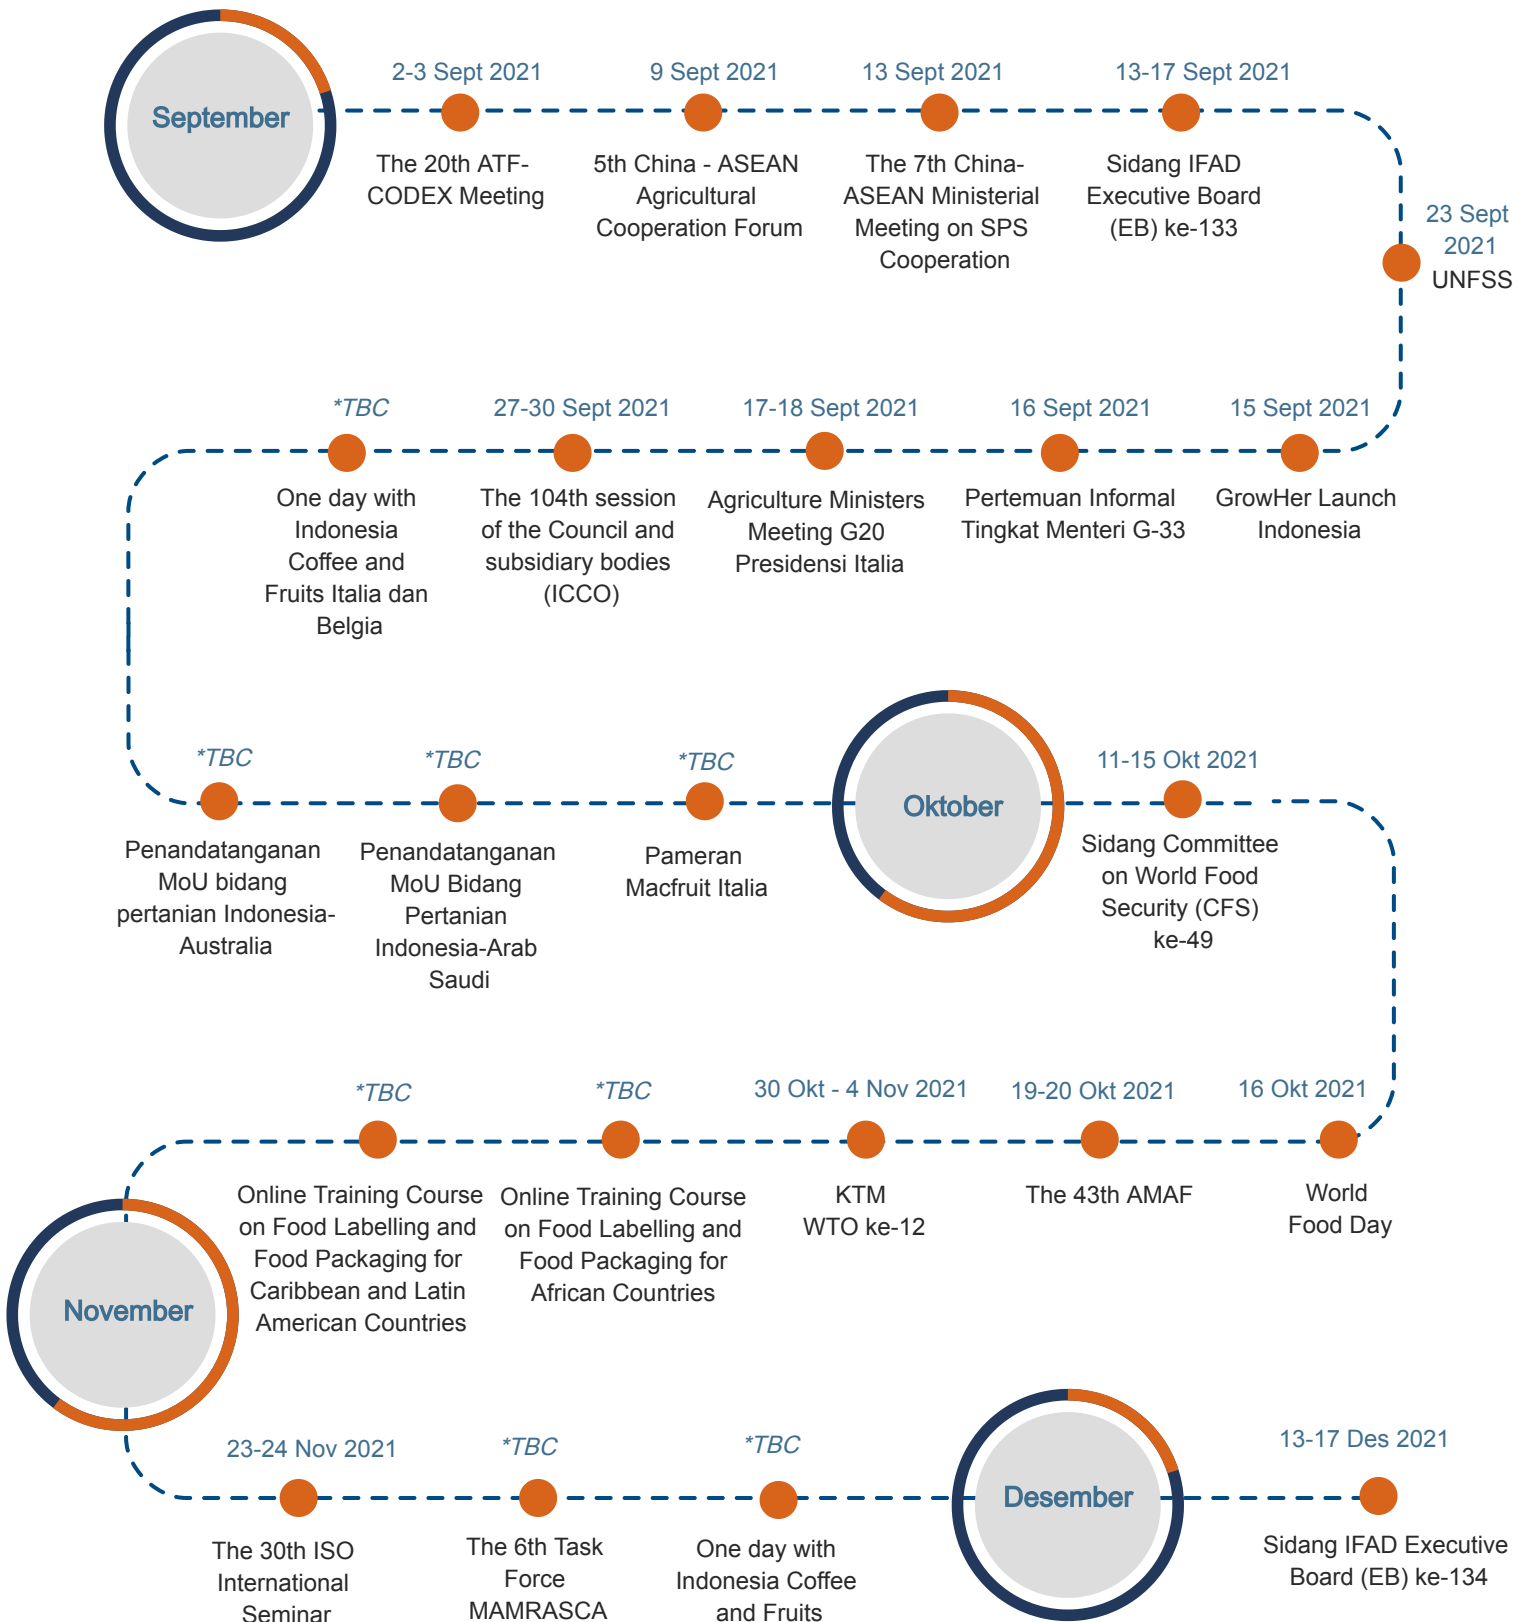 September
2-3 Sept 2021
The 20th ATF-
CODEX Meeting
9 Sept 2021
5th China - ASEAN
Agricultural
Cooperation Forum
13 Sept 2021
The 7th China-
ASEAN Ministerial
Meeting on SPS
Cooperation
13-17 Sept 2021
Sidang IFAD
Executive Board
(EB) ke-133
23 Sept
2021
UNFSS
*TBC
One day with
Indonesia
Coffee and
Fruits Italia dan
Belgia
27-30 Sept 2021
The 104th session
of the Council and
subsidiary bodies
(ICCO)
17-18 Sept 2021
Agriculture Ministers
Meeting G20
Presidensi Italia
16 Sept 2021
Pertemuan Informal
Tingkat Menteri G-33
15 Sept 2021
GrowHer Launch
Indonesia
*TBC
Penandatanganan
MoU bidang
pertanian Indonesia-
Australia
*TBC
Penandatanganan
MoU Bidang
Pertanian
Indonesia-Arab
Saudi
*TBC
Pameran
Macfruit Italia
Oktober
11-15 Okt 2021
Sidang Committee
on World Food
Security (CFS)
ke-49
*TBC
Online Training Course
on Food Labelling and
Food Packaging for
Caribbean and Latin
American Countries
*TBC
Online Training Course
on Food Labelling and
Food Packaging for
African Countries
30 Okt - 4 Nov 2021
KTM
WTO ke-12
19-20 Okt 2021
The 43th AMAF
16 Okt 2021
World
Food Day
November
23-24 Nov 2021
The 30th ISO
International
Seminar
*TBC
The 6th Task
Force
MAMRASCA
*TBC
One day with
Indonesia Coffee
and Fruits
Desember
13-17 Des 2021
Sidang IFAD Executive
Board (EB) ke-134